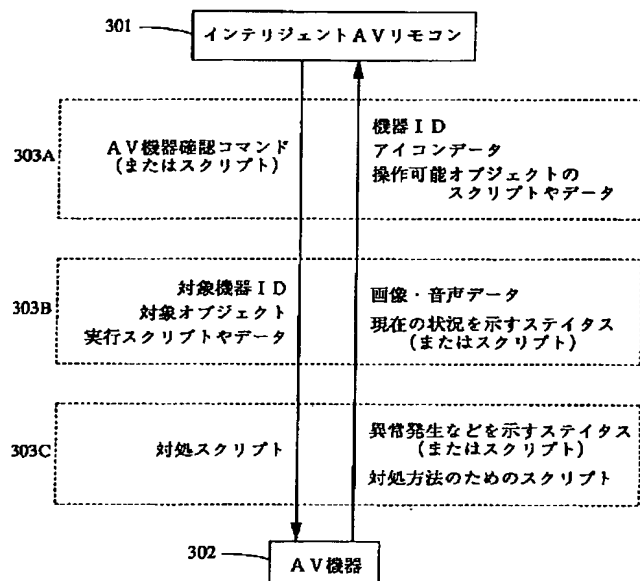 301
インテリジェントAVリモコン
303A
AV機器確認コマンド
(またはスクリプト)
機器ID
アイコンデータ
操作可能オブジェクトの
スクリプトやデータ
303B
対象機器ID
対象オブジェクト
実行スクリプトやデータ
画像・音声データ
現在の状況を示すステイタス
(またはスクリプト)
303C
対処スクリプト
異常発生などを示すステイタス
(またはスクリプト)
対処方法のためのスクリプト
302
AV機器